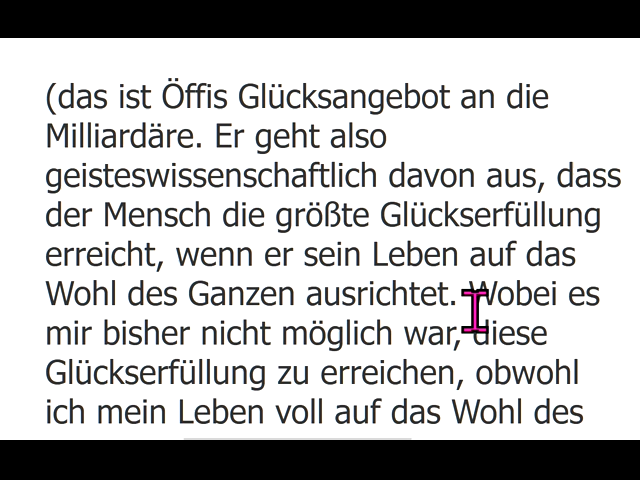 (das ist Öffis Glücksangebot an die
Milliardäre. Er geht also
geisteswissenschaftlich davon aus, dass
der Mensch die größte Glückserfüllung
erreicht, wenn er sein Leben auf das
Wohl des Ganzen ausrichtet. Wobei es
mir bisher nicht möglich war, diese
Glückserfüllung zu erreichen, obwohl
ich mein Leben voll auf das Wohl des